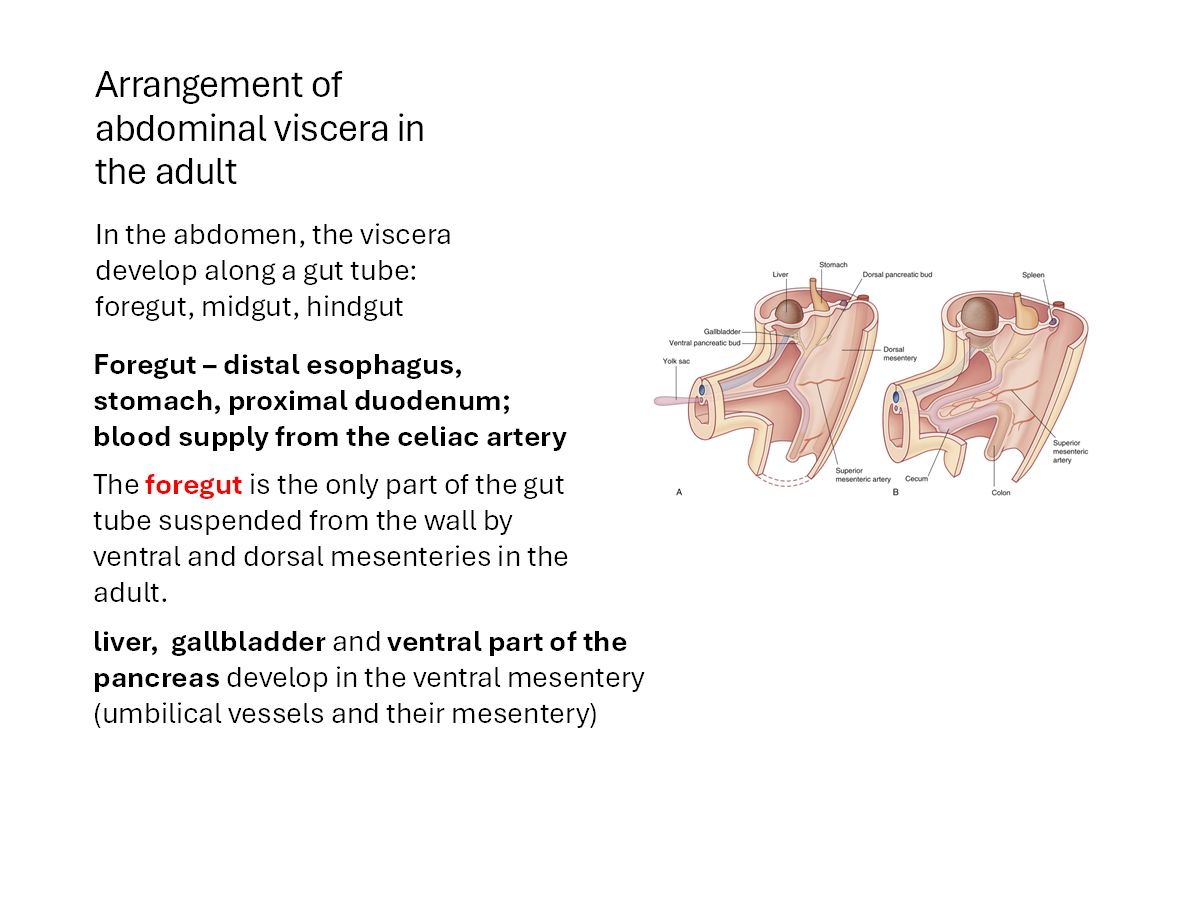 Arrangement of
abdominal viscera in
the adult
In the abdomen, the viscera
develop along a gut tube:
foregut, midgut, hindgut
Foregut – distal esophagus,
stomach, proximal duodenum;
blood supply from the celiac artery
The foregut is the only part of the gut
tube suspended from the wall by
ventral and dorsal mesenteries in the
adult.
liver,  gallbladder and ventral part of the
pancreas develop in the ventral mesentery
(umbilical vessels and their mesentery)
Liver
Stomach
Dorsal pancreatic bud
Gallbladder
Ventral pancreatic bud
Yolk sac
Dorsal
mesentery
Superior
mesenteric artery
A
Spleen
Superior
mesenteric
artery
Cecum
Colon
B